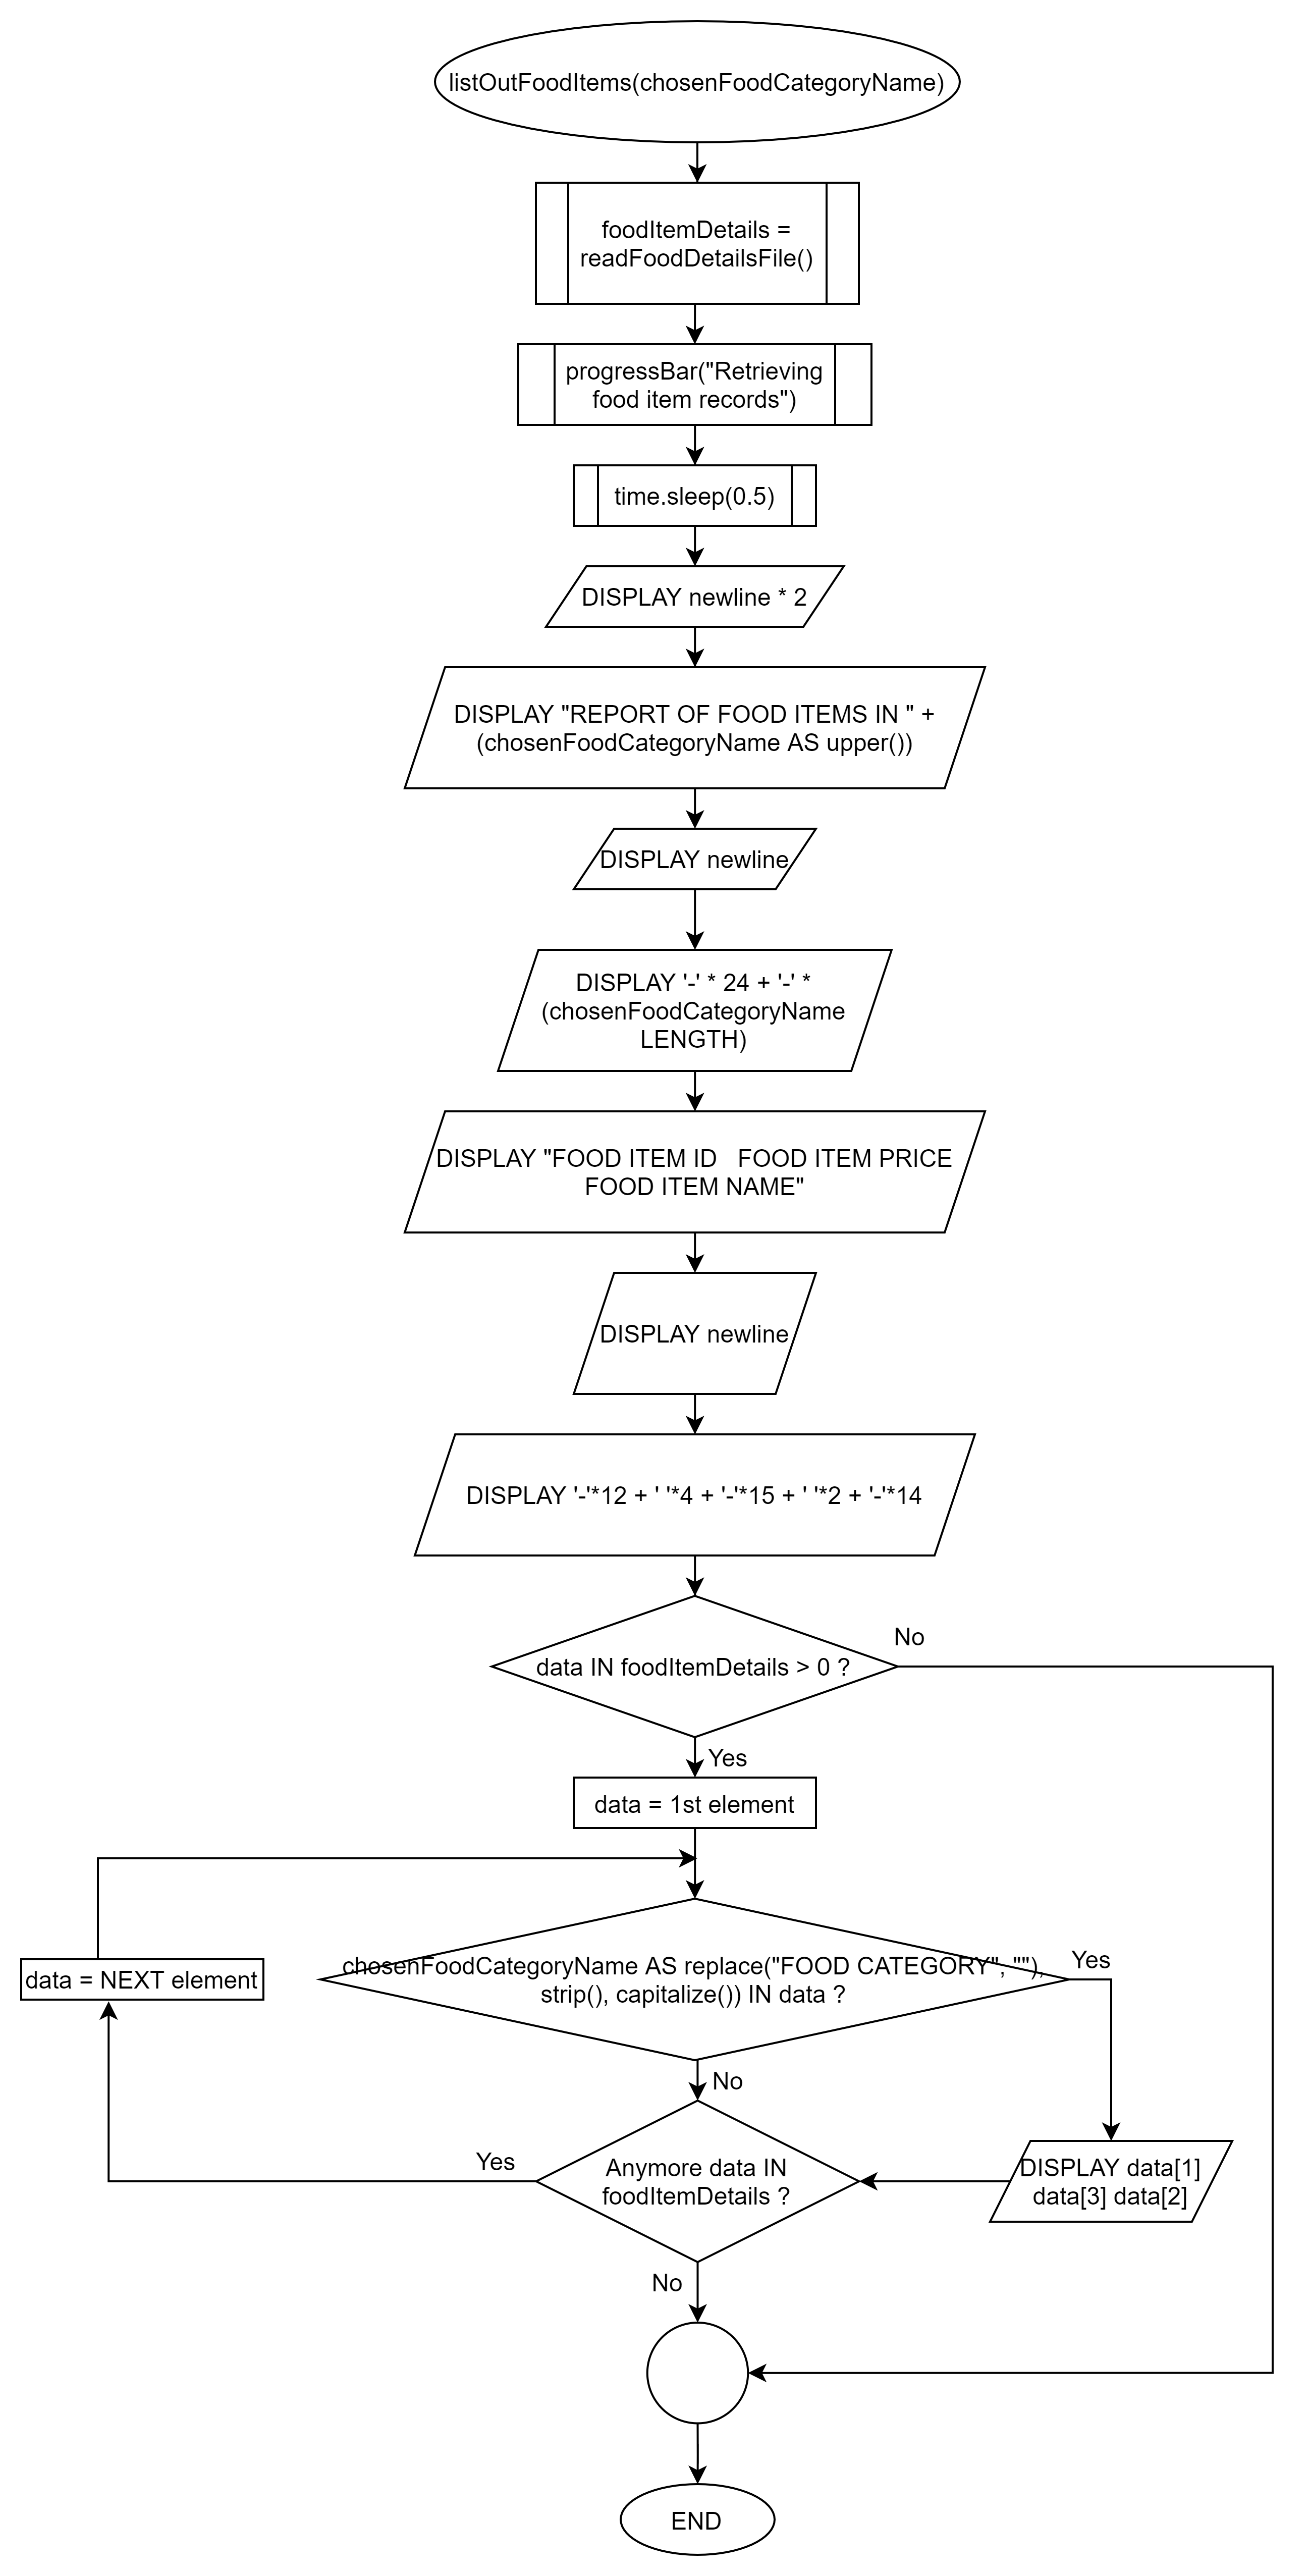 listOutFoodItems(chosenFoodCategoryName)
foodItemDetails =
readFoodDetailsFile()
progressBar("Retrieving
food item records")
time.sleep(0.5)
DISPLAY newline * 2
DISPLAY "REPORT OF FOOD ITEMS IN " +
(chosenFoodCategoryName AS upper())
DISPLAY newline
DISPLAY '-' * 24 + '-' *
(chosenFoodCategoryName
LENGTH)
DISPLAY "FOOD ITEM ID   FOOD ITEM PRICE
FOOD ITEM NAME"
DISPLAY newline
DISPLAY '-'*12 + ' '*4 + '-'*15 + ' '*2 + '-'*14
No
data IN foodItemDetails > 0 ?
Yes
data = 1st element
Yes
chosenFoodCategoryName AS replace("FOOD CATEGORY", ""),
strip(), capitalize()) IN data ?
data = NEXT element
No
Yes
Anymore data IN
foodItemDetails ?
DISPLAY data[1]
data[3] data[2]
No
END